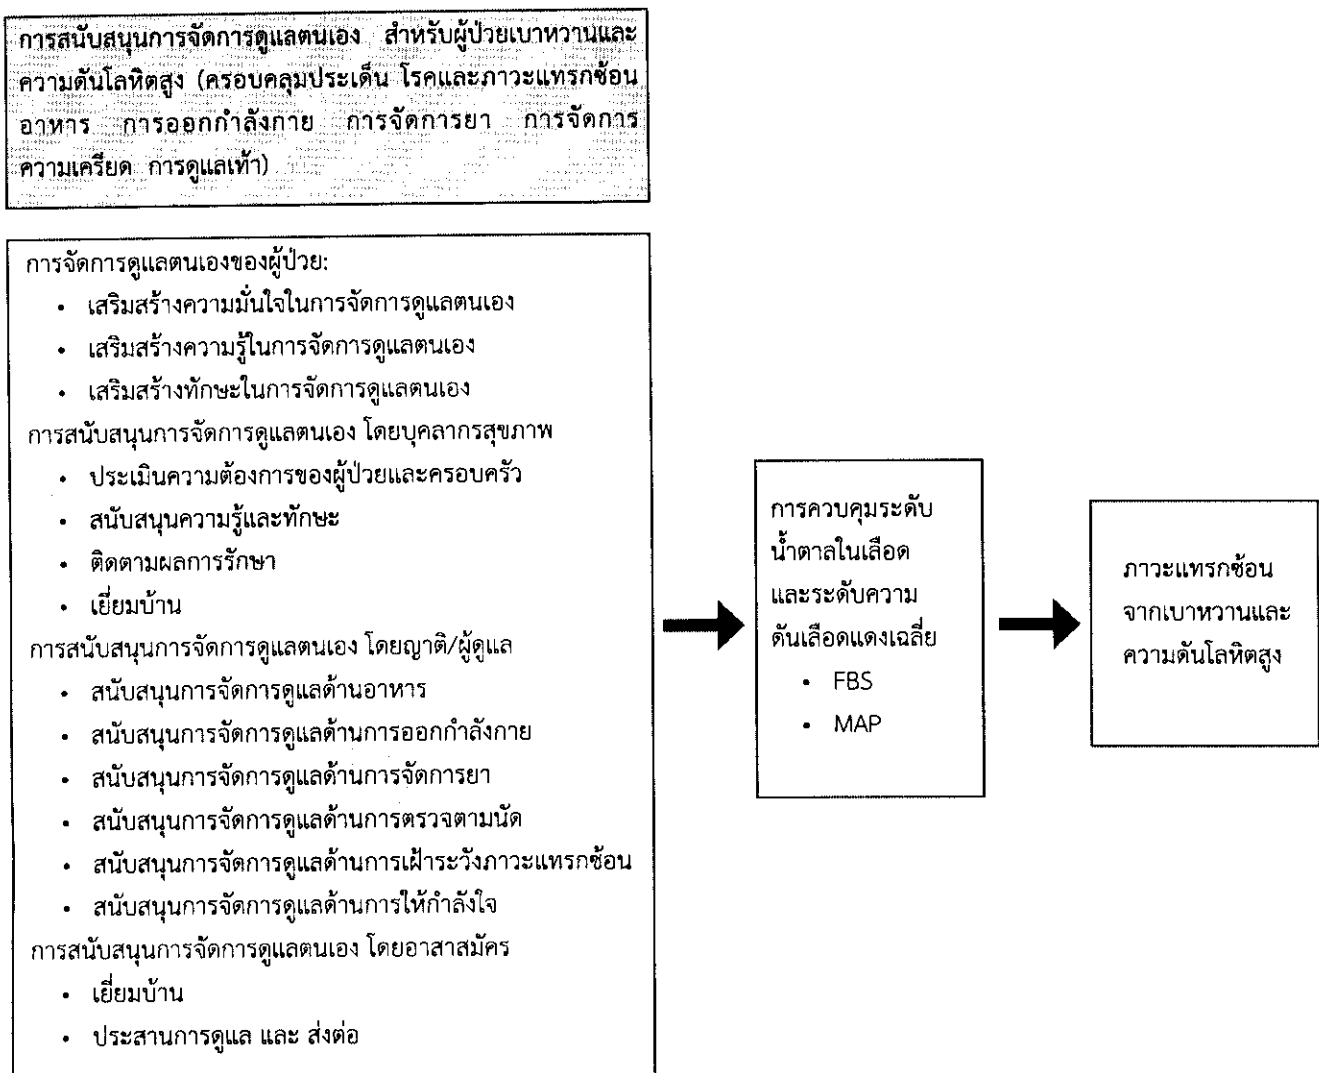 การสนับสนุนการจัดการดูแลตนเอง สำหรับผู้ป่วยเบาหวานและ
ความดันโลหิตสูง (ครอบคลุมประเด็น โรคและภาวะแทรกซ้อน
อาหาร การออกกำลังกาย การจัดการยา การจัดการ
ความเครียด การดูแลเท้า)
การจัดการดูแลตนเองของผู้ป่วย:
• เสริมสร้างความมั่นใจในการจัดการดูแลตนเอง
• เสริมสร้างความรู้ในการจัดการดูแลตนเอง
• เสริมสร้างทักษะในการจัดการดูแลตนเอง
การสนับสนุนการจัดการดูแลตนเอง โดยบุคลากรสุขภาพ
• ประเมินความต้องการของผู้ป่วยและครอบครัว
• สนับสนุนความรู้และทักษะ
• ติดตามผลการรักษา
• เยี่ยมบ้าน
การสนับสนุนการจัดการดูแลตนเอง โดยญาติ/ผู้ดูแล
• สนับสนุนการจัดการดูแลด้านอาหาร
• สนับสนุนการจัดการดูแลด้านการออกกำลังกาย
• สนับสนุนการจัดการดูแลด้านการจัดการยา
• สนับสนุนการจัดการดูแลด้านการตรวจตามนัด
• สนับสนุนการจัดการดูแลด้านการเฝ้าระวังภาวะแทรกซ้อน
• สนับสนุนการจัดการดูแลด้านการให้กำลังใจ
การสนับสนุนการจัดการดูแลตนเอง โดยอาสาสมัคร
• เยี่ยมบ้าน
• ประสานการดูแล และ ส่งต่อ
การควบคุมระดับ
น้ำตาลในเลือด
และระดับความ
ดันเลือดแดงเฉลี่ย
• FBS
• MAP
ภาวะแทรกซ้อน
จากเบาหวานและ
ความดันโลหิตสูง